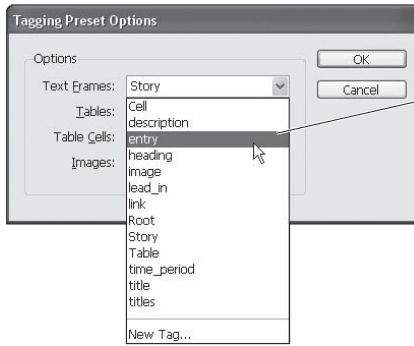 Tagging Preset Options
Options
OK
Cancel
Text Frames: Story
Tables:
Table Cells:
Images:
Cell
description
entry
heading
image
lead_in
link
Root
Story
Table
time_period
title
titles
New Tag...